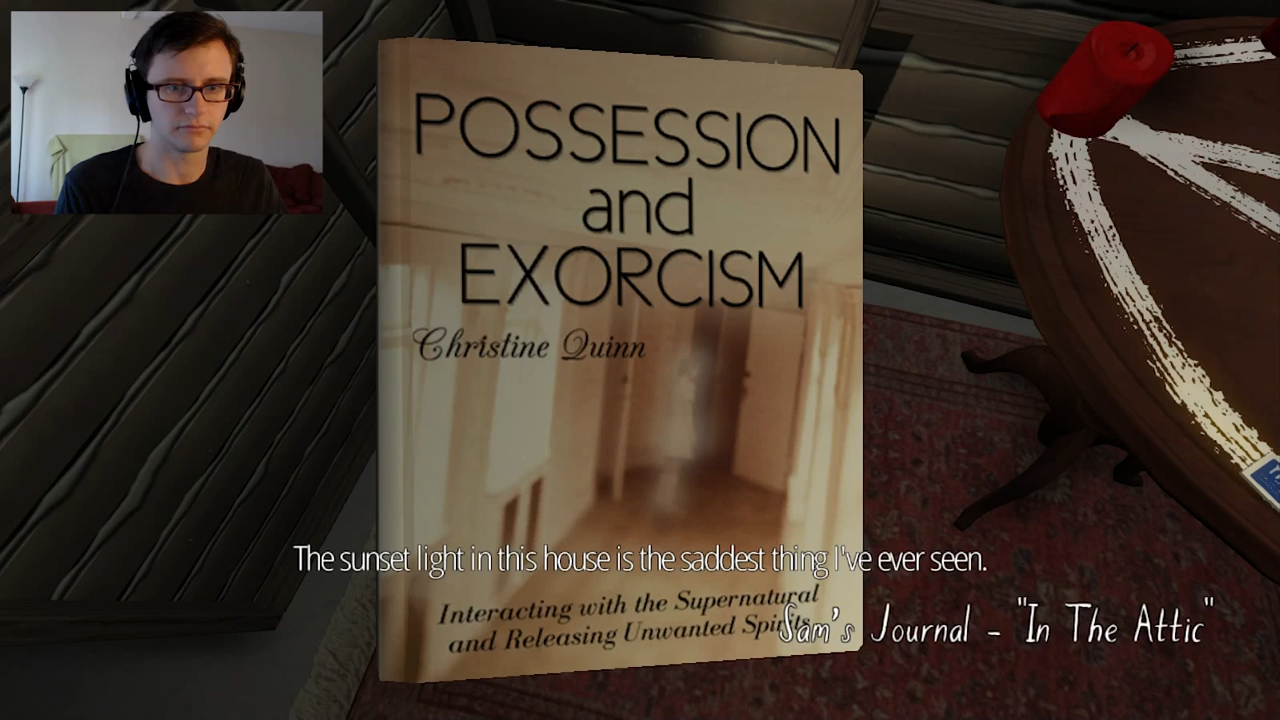 POSSESSION
and
EXORCISM
Christine Quinn
The sunset light in this house is the saddest thing I've ever seen.
Interacting with the Supernatural
and Releasing Unwanted Spirits
Sam's Journal - "In The Attic"